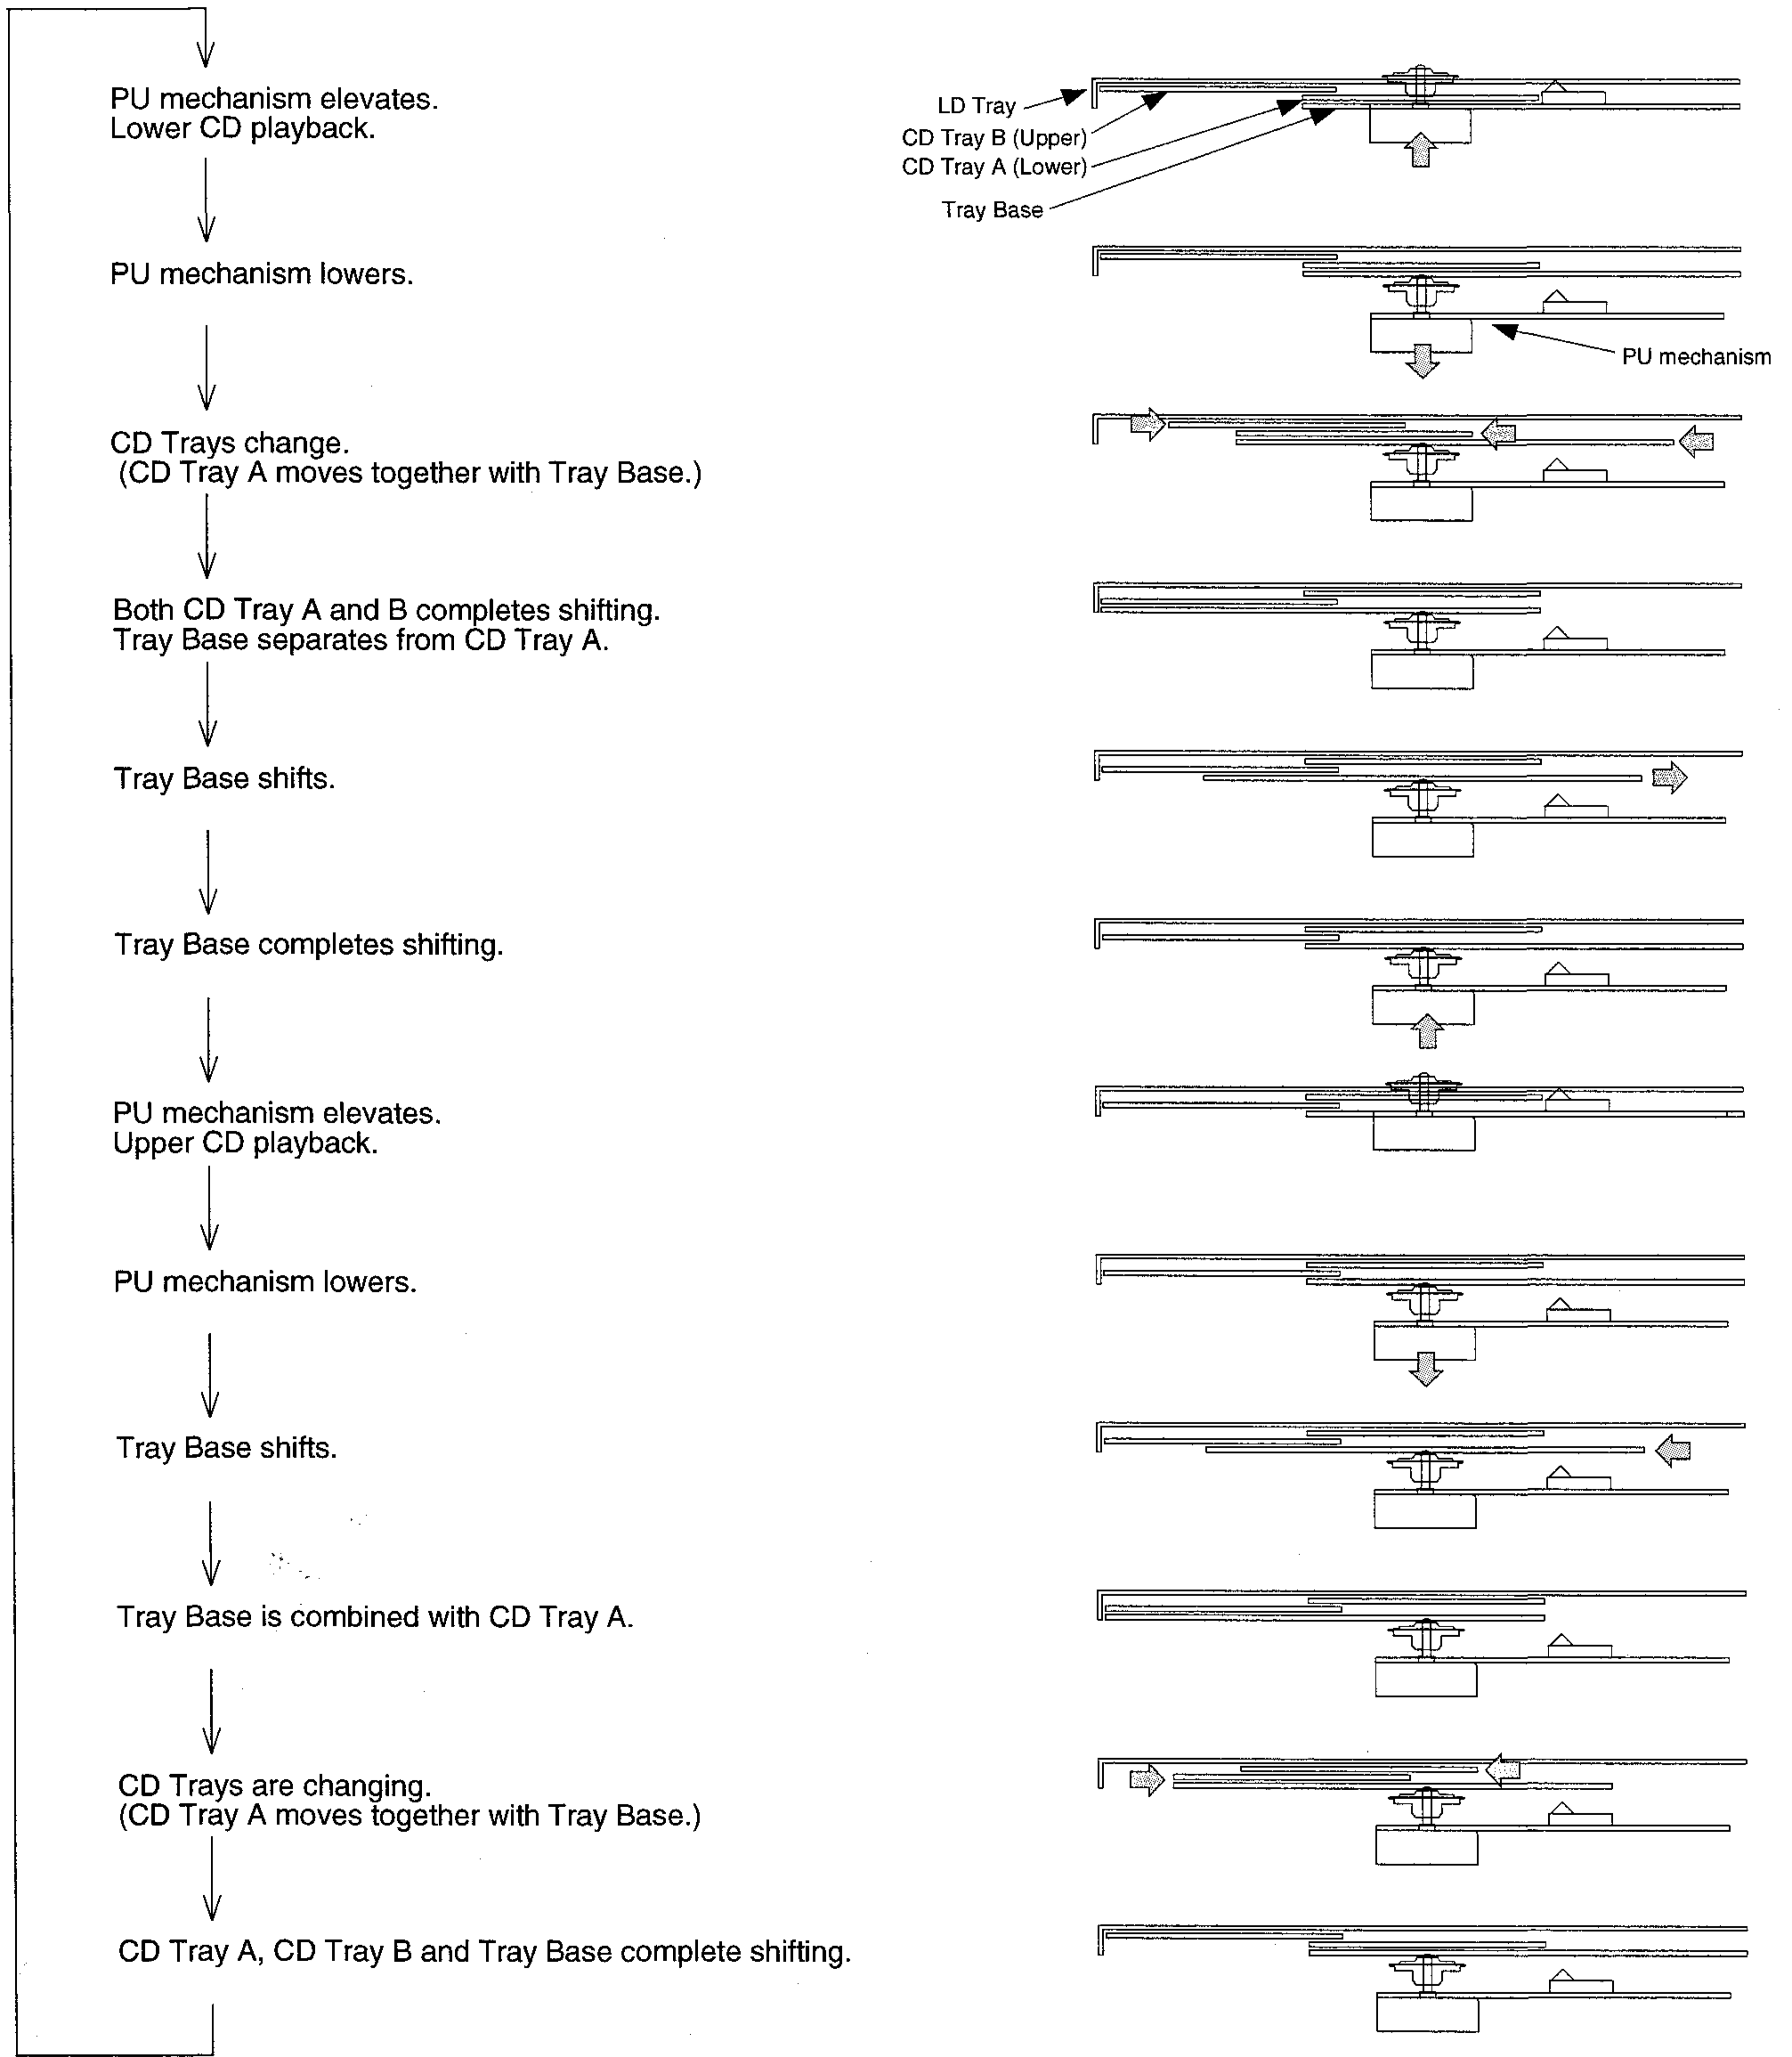 PU mechanism elevates.
Lower CD playback.
LD Tray
CD Tray B (Upper)
CD Tray A (Lower)
Tray Base
PU mechanism lowers.
PU mechanism
CD Trays change.
(CD Tray A moves together with Tray Base.)
Both CD Tray A and B completes shifting.
Tray Base separates from CD Tray A.
Tray Base shifts.
Tray Base completes shifting.
PU mechanism elevates.
Upper CD playback.
PU mechanism lowers.
Tray Base shifts.
Tray Base is combined with CD Tray A.
CD Trays are changing.
(CD Tray A moves together with Tray Base.)
CD Tray A, CD Tray B and Tray Base complete shifting.